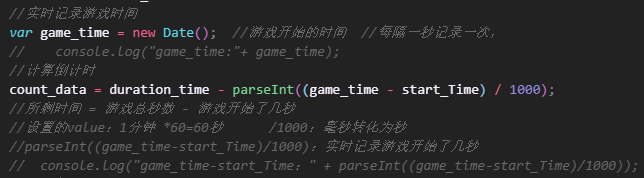 //实时记录游戏时间
var game_time = new Date();  //游戏开始的时间  //每隔一秒记录一次，
//    console.log("game_time:"+ game_time);
//计算倒计时
count_data = duration_time - parseInt((game_time - start_Time) / 1000);
//所剩时间 = 游戏总秒数 - 游戏开始了几秒
//设置的value：1分钟 *60=60秒      /1000：毫秒转化为秒
//parseInt((game_time-start_Time)/1000)：实时记录游戏开始了几秒
//  console.log("game_time-start_Time：" + parseInt((game_time-start_Time)/1000));